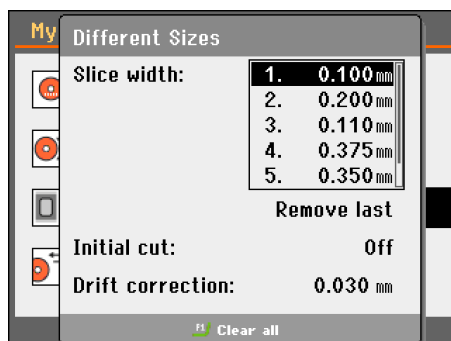 My
Different Sizes
Slice width:
1. 0.100 mm
2. 0.200 mm
3. 0.110 mm
4. 0.375 mm
5. 0.350 mm
Remove last
Initial cut: Off
Drift correction: 0.030 mm
F1 Clear all